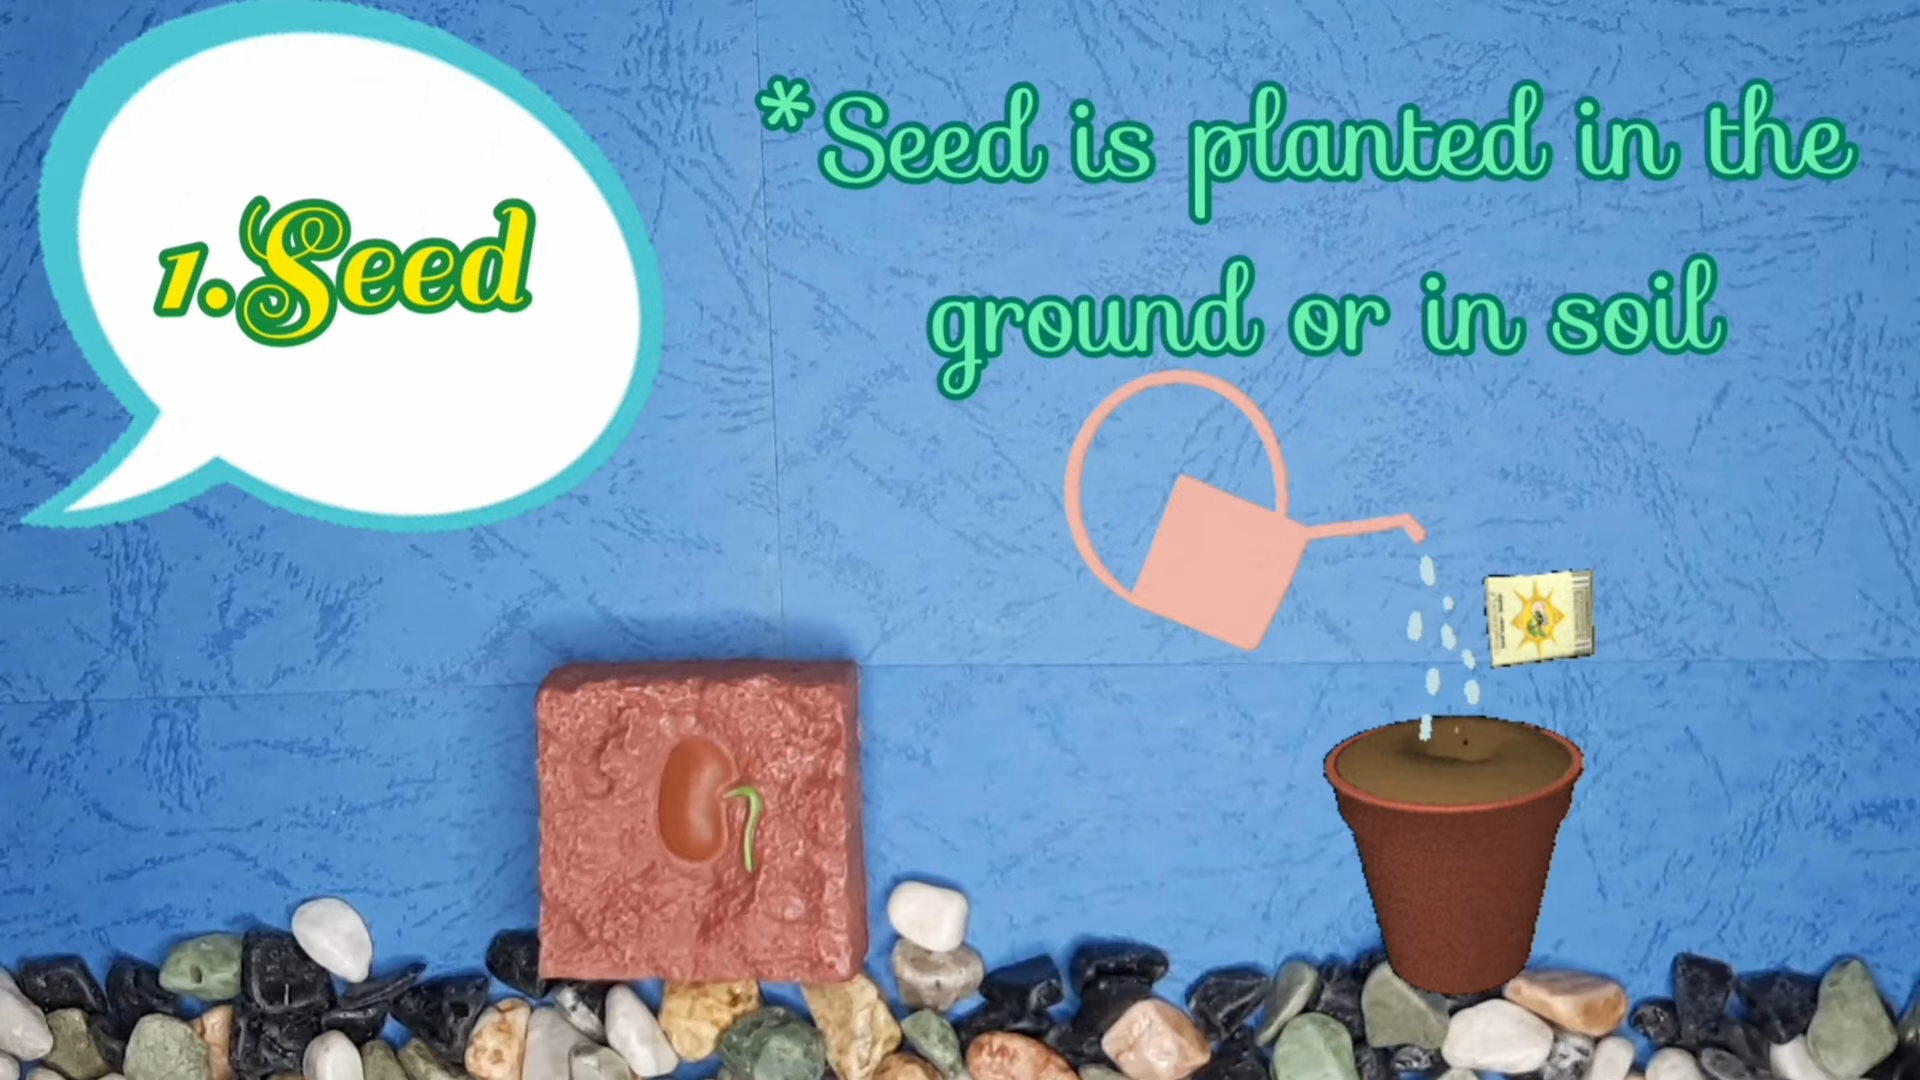 1.Seed
*Seed is planted in the
ground or in soil